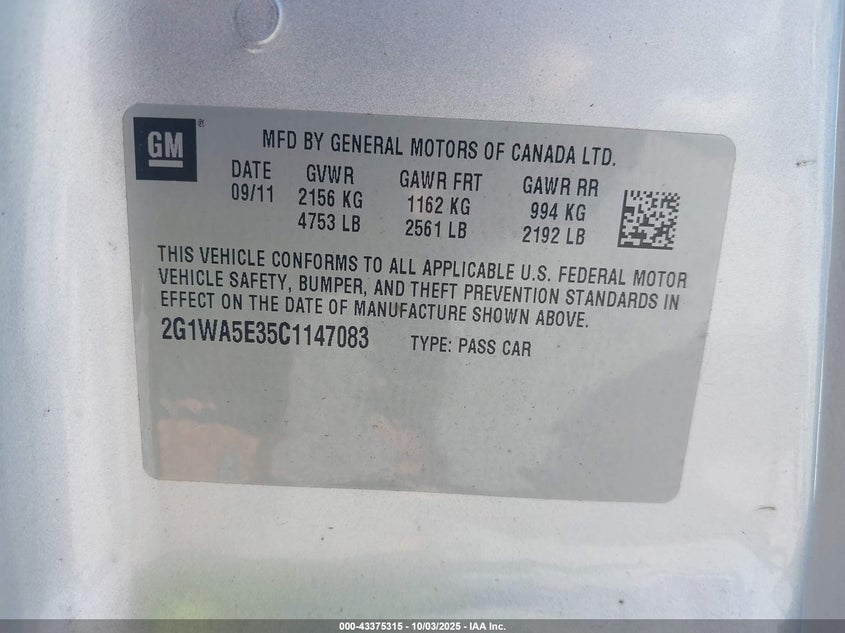 GM ®
MFD BY GENERAL MOTORS OF CANADA LTD.
DATE GVWR GAWR FRT GAWR RR
09/11 2156 KG 1162 KG 994 KG
4753 LB 2561 LB 2192 LB
THIS VEHICLE CONFORMS TO ALL APPLICABLE U.S. FEDERAL MOTOR
VEHICLE SAFETY, BUMPER, AND THEFT PREVENTION STANDARDS IN
EFFECT ON THE DATE OF MANUFACTURE SHOWN ABOVE.
2G1WA5E35C1147083 TYPE: PASS CAR
000-43375315 - 10/03/2025 - IAA Inc.